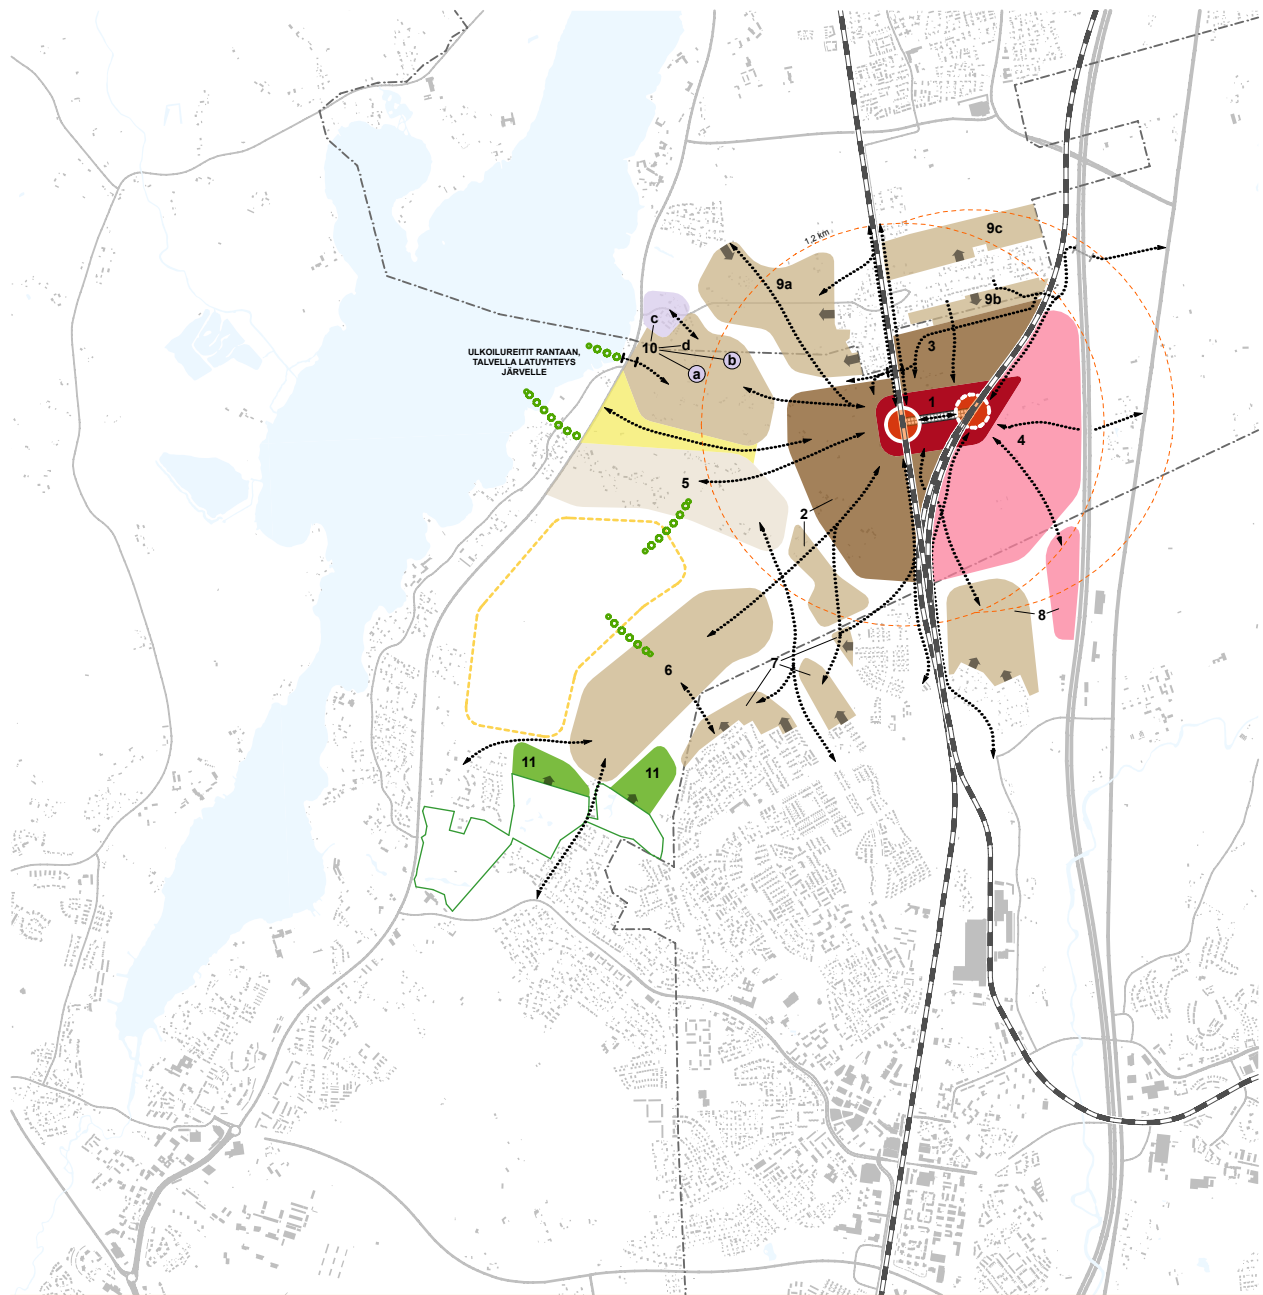 9c
1,2 km
9a
9b
c
10
d
b
a
3
ULKOILUREITIT RANTAAN,
TALVELLA LATUYHTEYS
JÄRVELLE
1
4
5
2
8
7
6
11
11